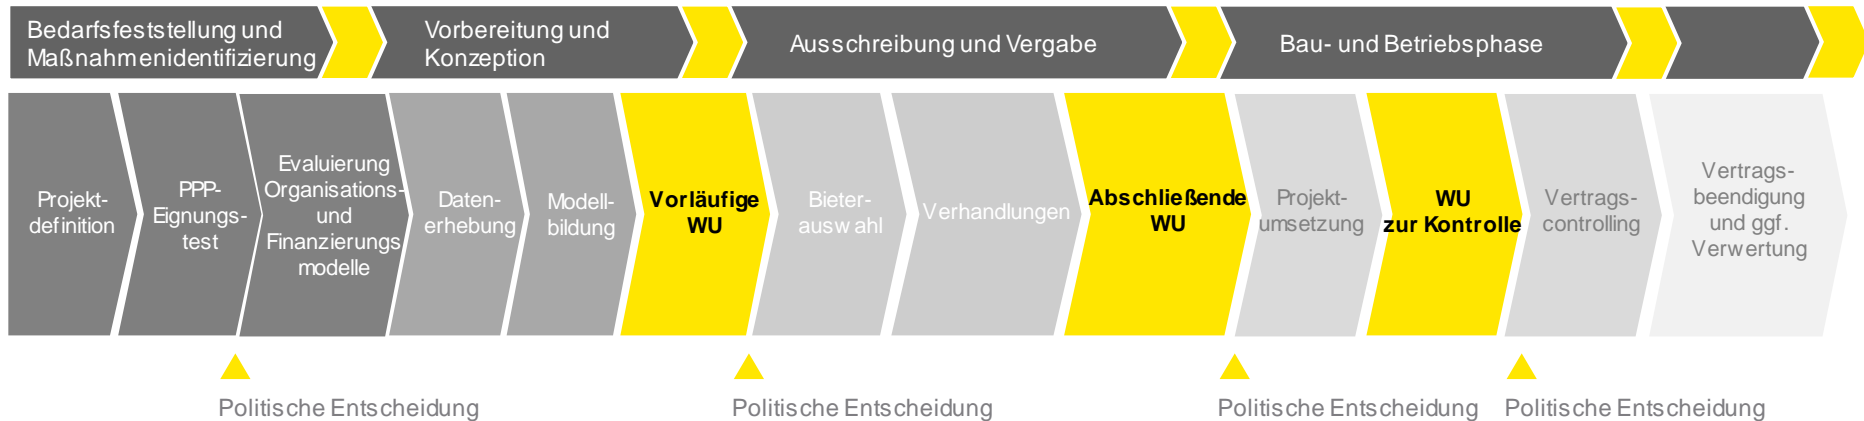 Bedarfsfeststellung und
Maßnahmenidentifizierung
Vorbereitung und
Konzeption
Ausschreibung und Vergabe
Bau- und Betriebsphase
Projekt-
definition
PPP-
Eignungs-
test
Evaluierung
Organisations-
und
Finanzierungs
modelle
Daten-
erhebung
Modell-
bildung
Vorläufige
WU
Bieter-
auswahl
Verhandlungen
Abschließende
WU
Projekt-
umsetzung
WU
zur Kontrolle
Vertrags-
controlling
Vertrags-
beendigung
und ggf.
Verwertung
Politische Entscheidung
Politische Entscheidung
Politische Entscheidung
Politische Entscheidung